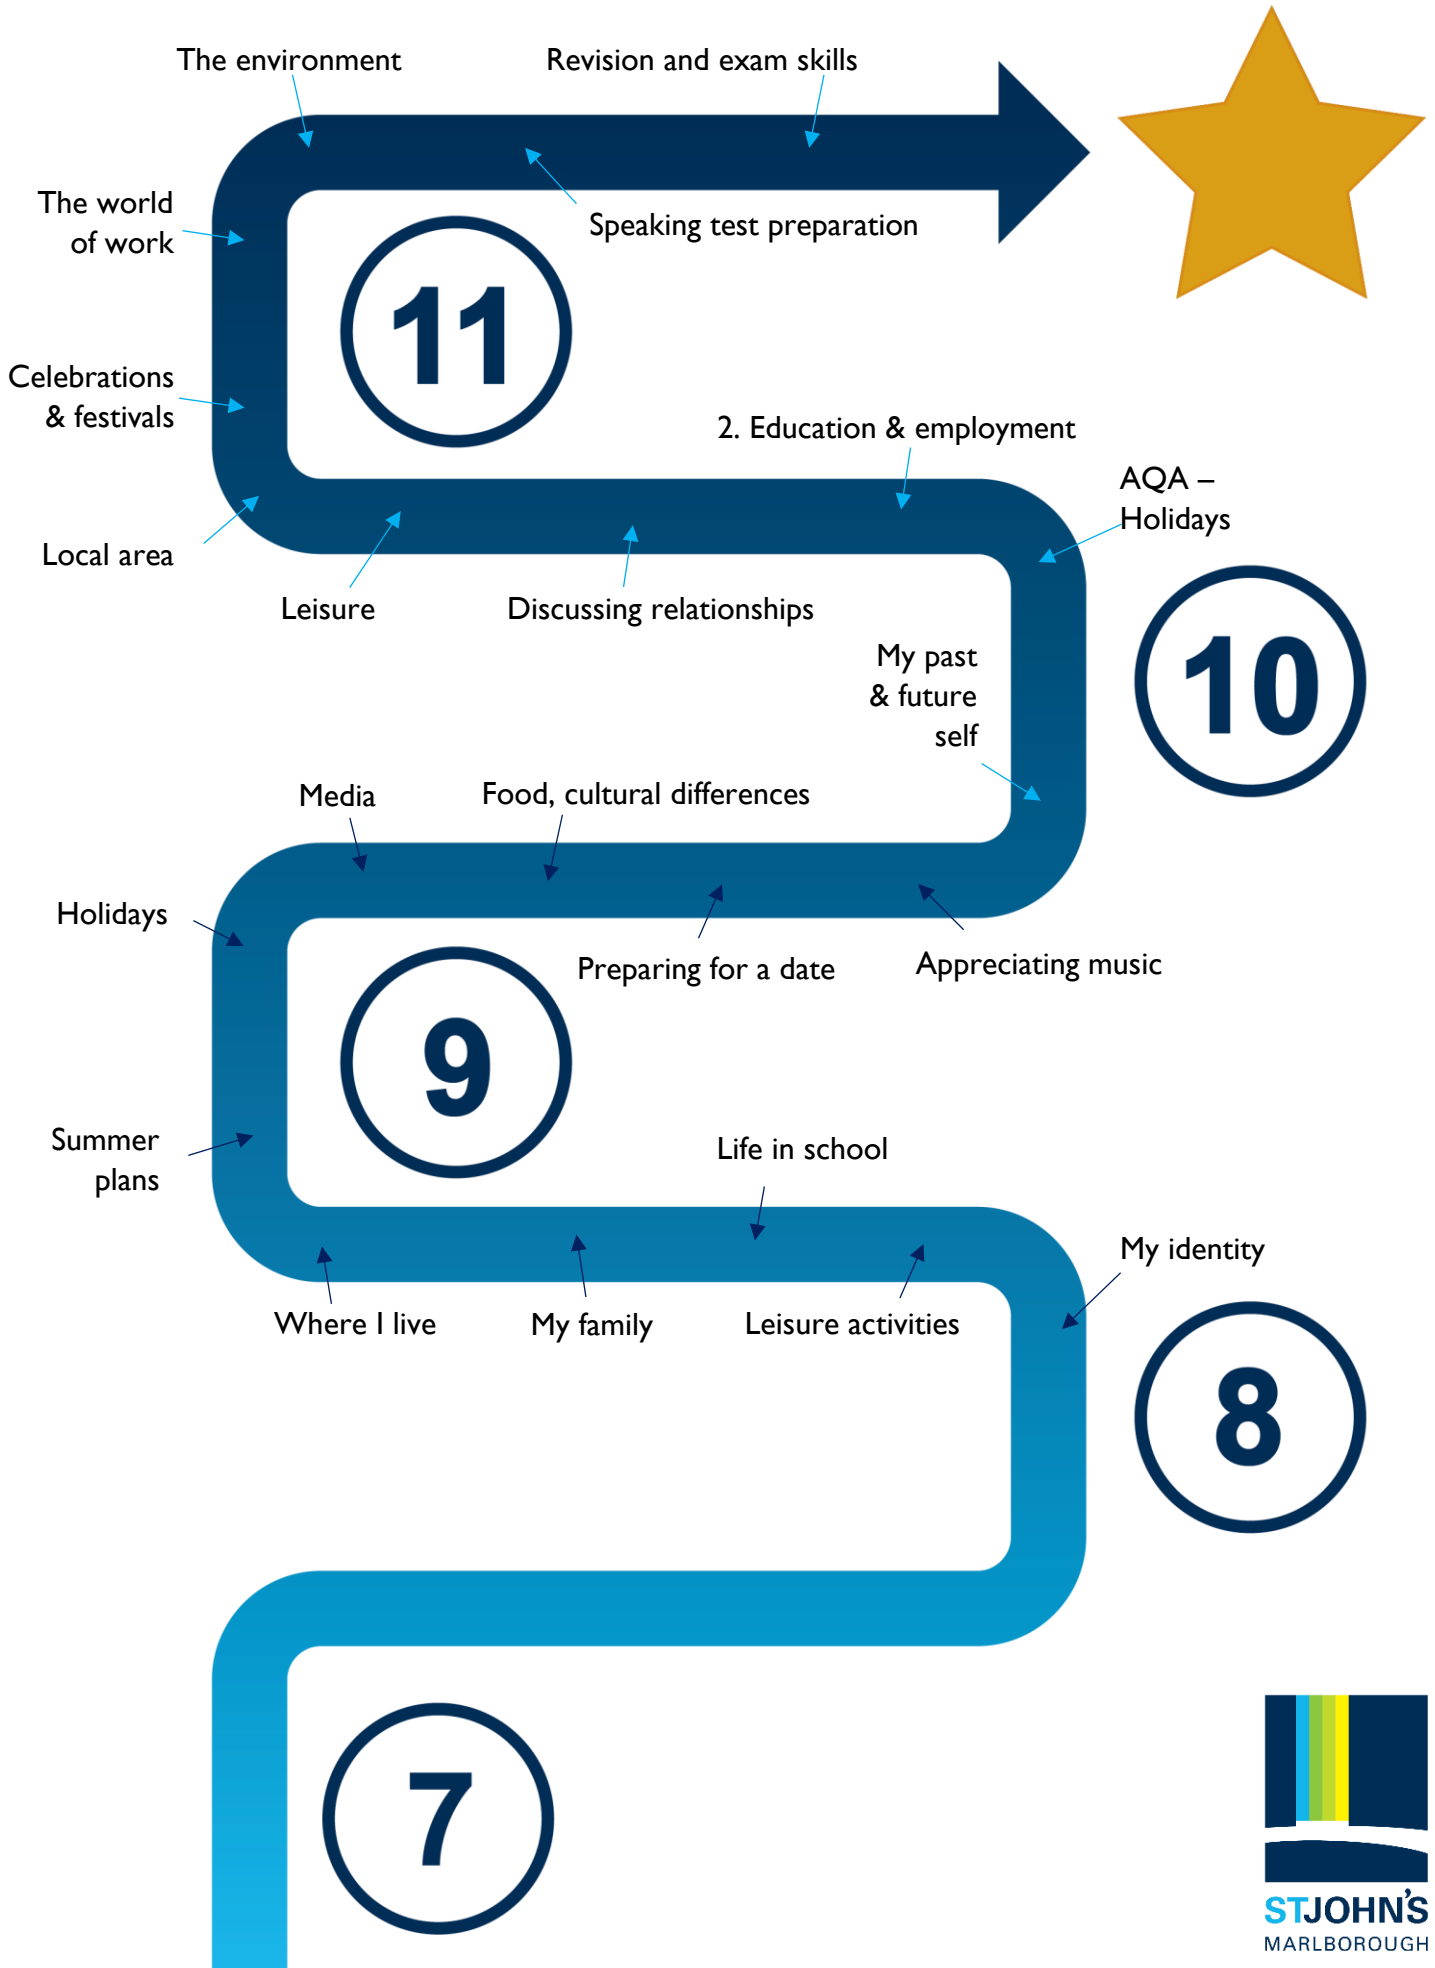 The environment
Revision and exam skills
The world
of work
Speaking test preparation
11
Celebrations
& festivals
2. Education & employment
AQA –
Holidays
Local area
Leisure
Discussing relationships
My past
& future
self
10
Media
Food, cultural differences
Holidays
Preparing for a date
Appreciating music
9
Summer
plans
Life in school
My identity
Where I live
My family
Leisure activities
8
7
STJOHN'S
MARLBOROUGH